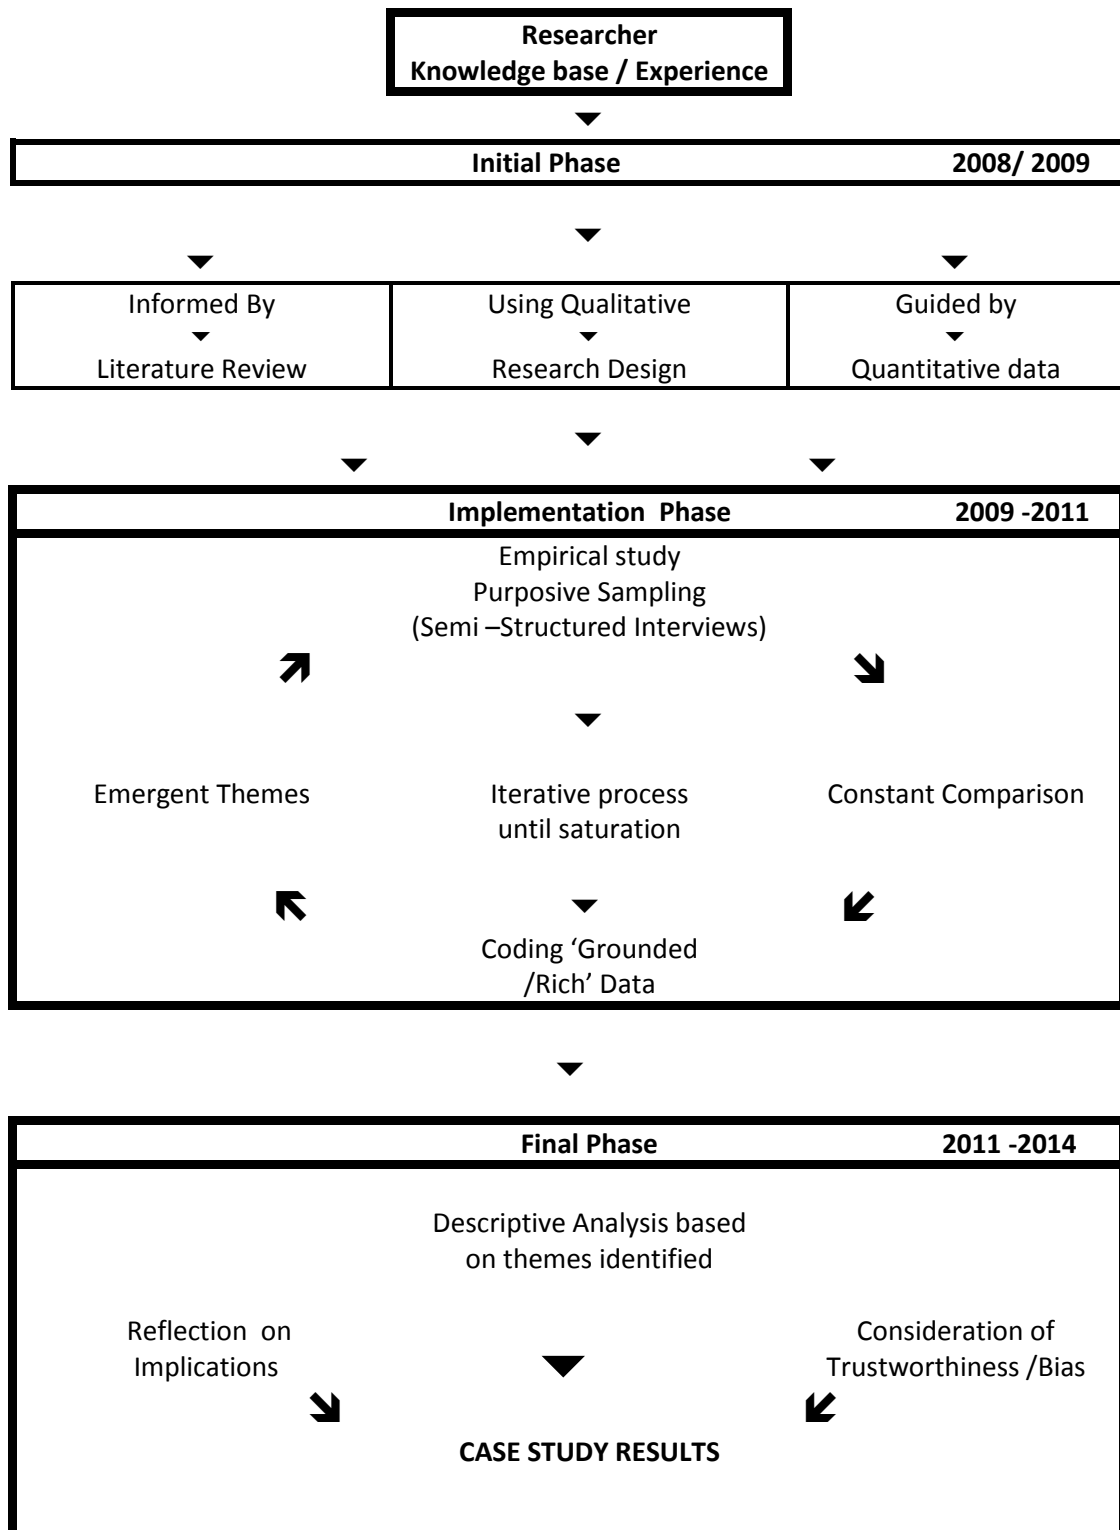 Researcher
Knowledge base / Experience
Initial Phase 2008/ 2009
Informed By
Literature Review
Using Qualitative
Research Design
Guided by
Quantitative data
Implementation  Phase 2009 -2011
Empirical study
Purposive Sampling
(Semi –Structured Interviews)
Emergent Themes
Iterative process
until saturation
Constant Comparison
Coding ‘Grounded
/Rich’ Data
Final Phase 2011 -2014
Descriptive Analysis based
on themes identified
Reflection  on
Implications
Consideration of
Trustworthiness /Bias
CASE STUDY RESULTS